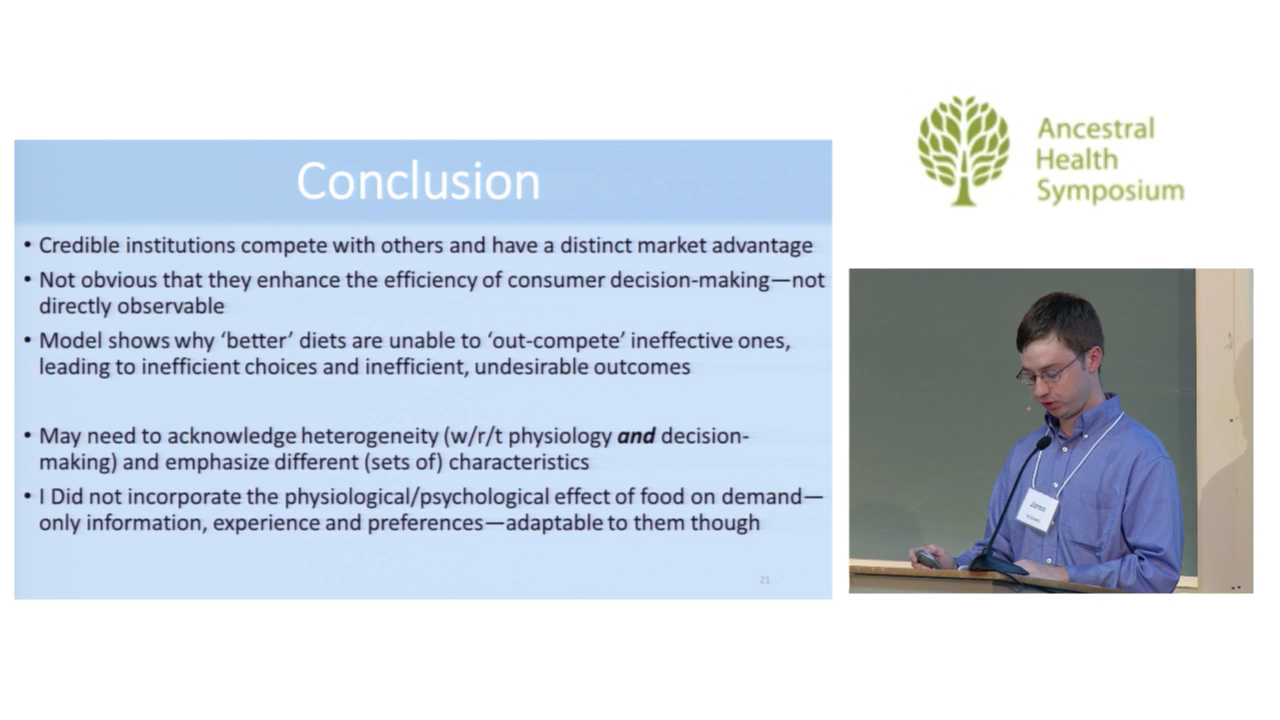 Conclusion
• Credible institutions compete with others and have a distinct market advantage
• Not obvious that they enhance the efficiency of consumer decision-making—not
directly observable
• Model shows why ‘better’ diets are unable to ‘out-compete’ ineffective ones,
leading to inefficient choices and inefficient, undesirable outcomes
• May need to acknowledge heterogeneity (w/r/t physiology and decision-
making) and emphasize different (sets of) characteristics
• I Did not incorporate the physiological/psychological effect of food on demand—
only information, experience and preferences—adaptable to them though
21
Ancestral
Health
Symposium